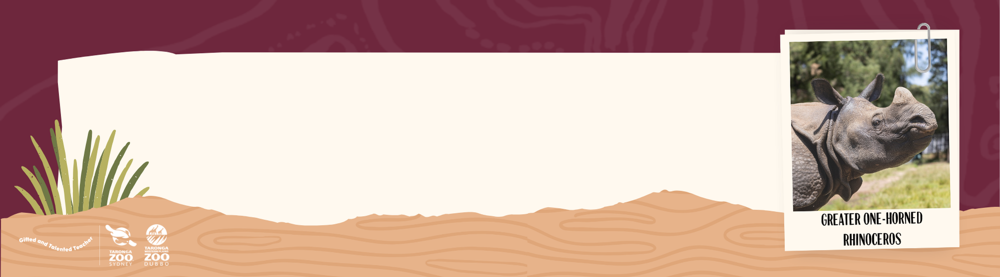 GREATER ONE-HORNED
RHINOCEROS
Gifted and Talented Teacher
TARONGA
ZOO
SYDNEY
TARONGA
WESTERN PLAINS
ZOO
DUBBO